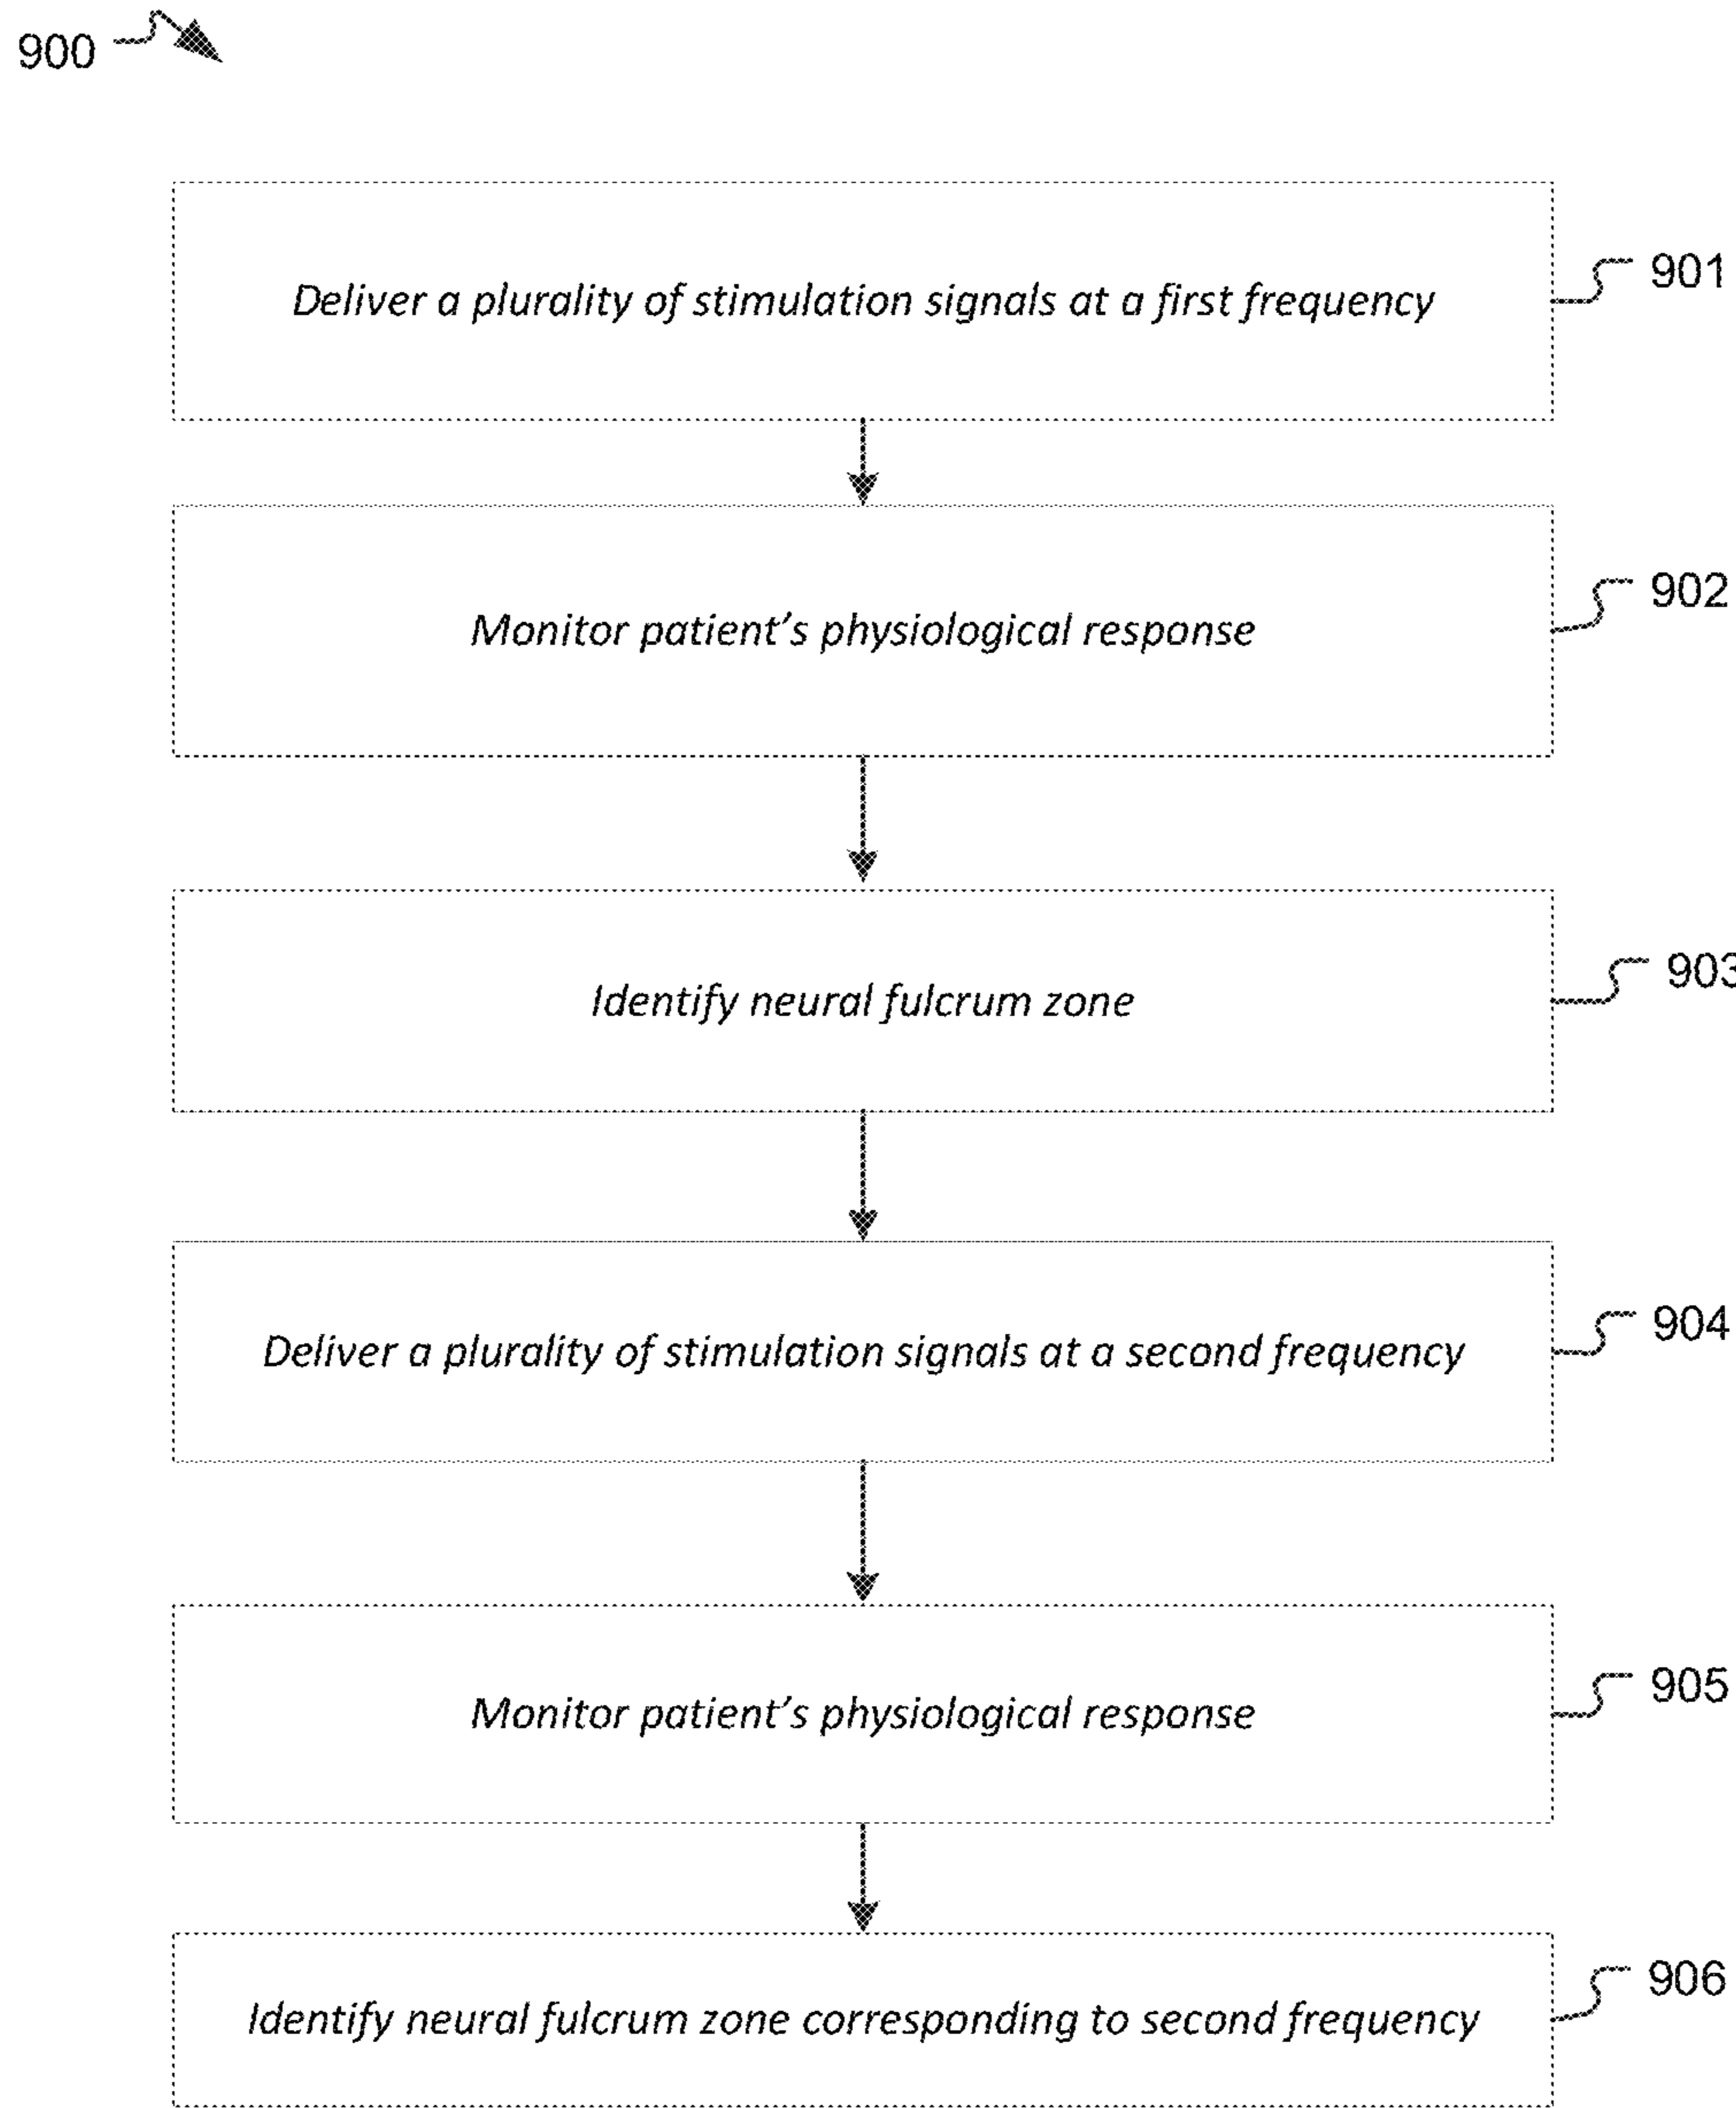 900
Deliver a plurality of stimulation signals at a first frequency
901
Monitor patient's physiological response
902
Identify neural fulcrum zone
903
Deliver a plurality of stimulation signals at a second frequency
904
Monitor patient's physiological response
905
Identify neural fulcrum zone corresponding to second frequency
906